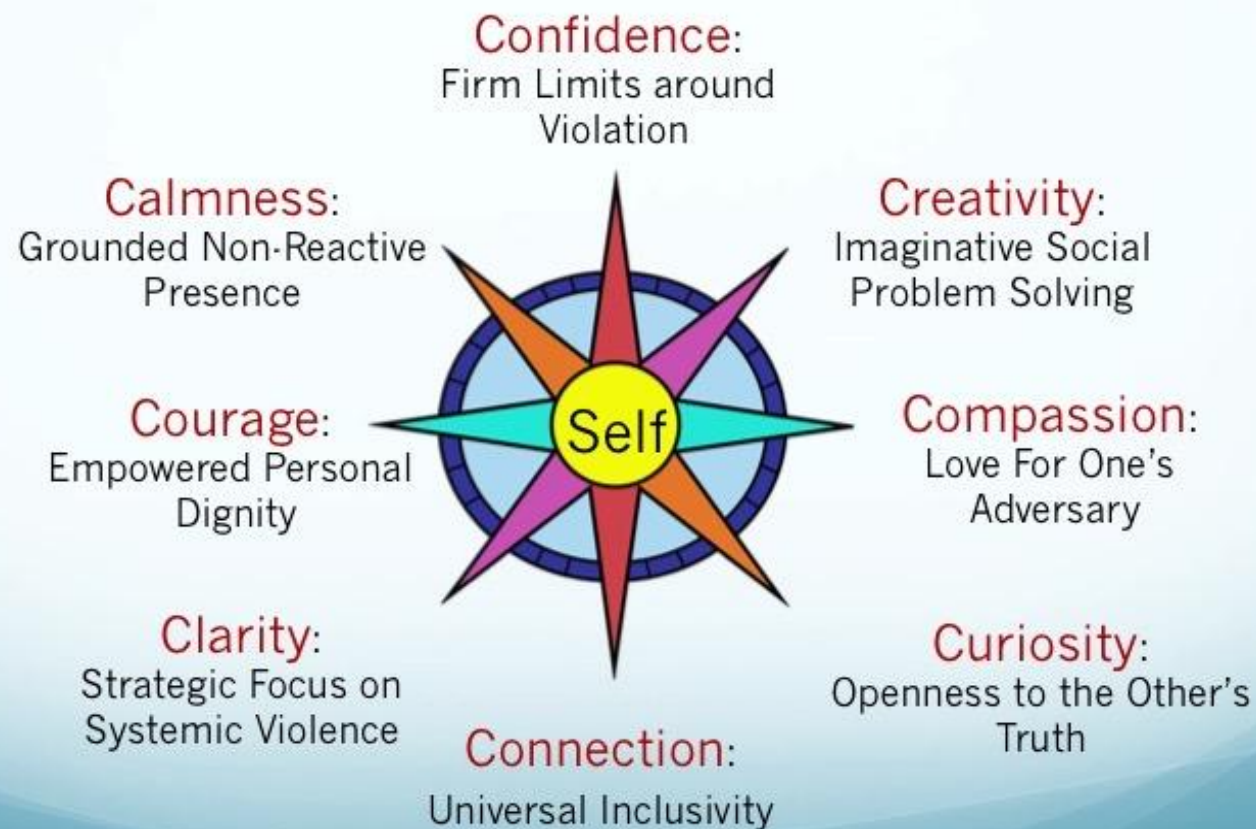 Confidence:
Firm Limits around
Violation
Calmness:
Grounded Non-Reactive
Presence
Creativity:
Imaginative Social
Problem Solving
Courage:
Empowered Personal
Dignity
Self
Compassion:
Love For One's
Adversary
Clarity:
Strategic Focus on
Systemic Violence
Curiosity:
Openness to the Other's
Truth
Connection:
Universal Inclusivity